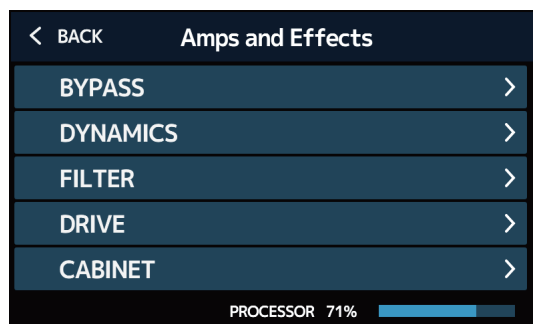 BACK Amps and Effects
BYPASS
DYNAMICS
FILTER
DRIVE
CABINET
PROCESSOR 71%